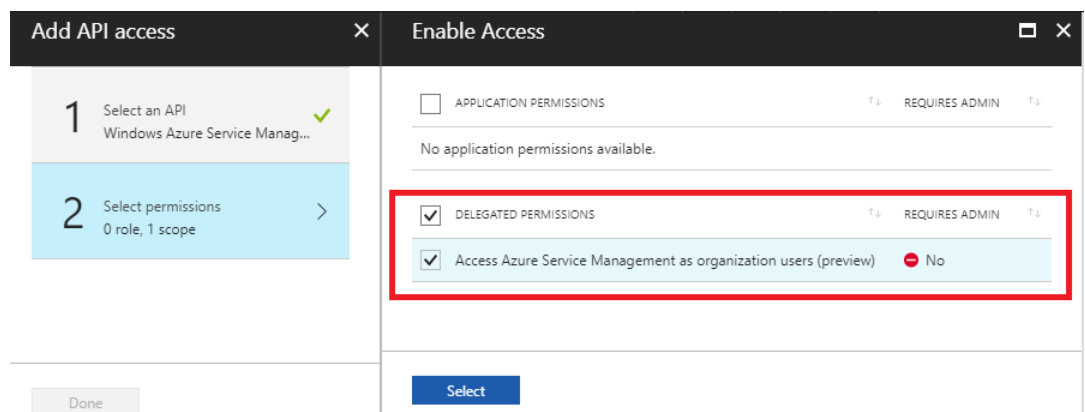 Add API access
1
Select an API
Windows Azure Service Manag...
2
Select permissions
0 role, 1 scope
Done
Enable Access
APPLICATION PERMISSIONS REQUIRES ADMIN
No application permissions available.
DELEGATED PERMISSIONS REQUIRES ADMIN
Access Azure Service Management as organization users (preview) No
Select